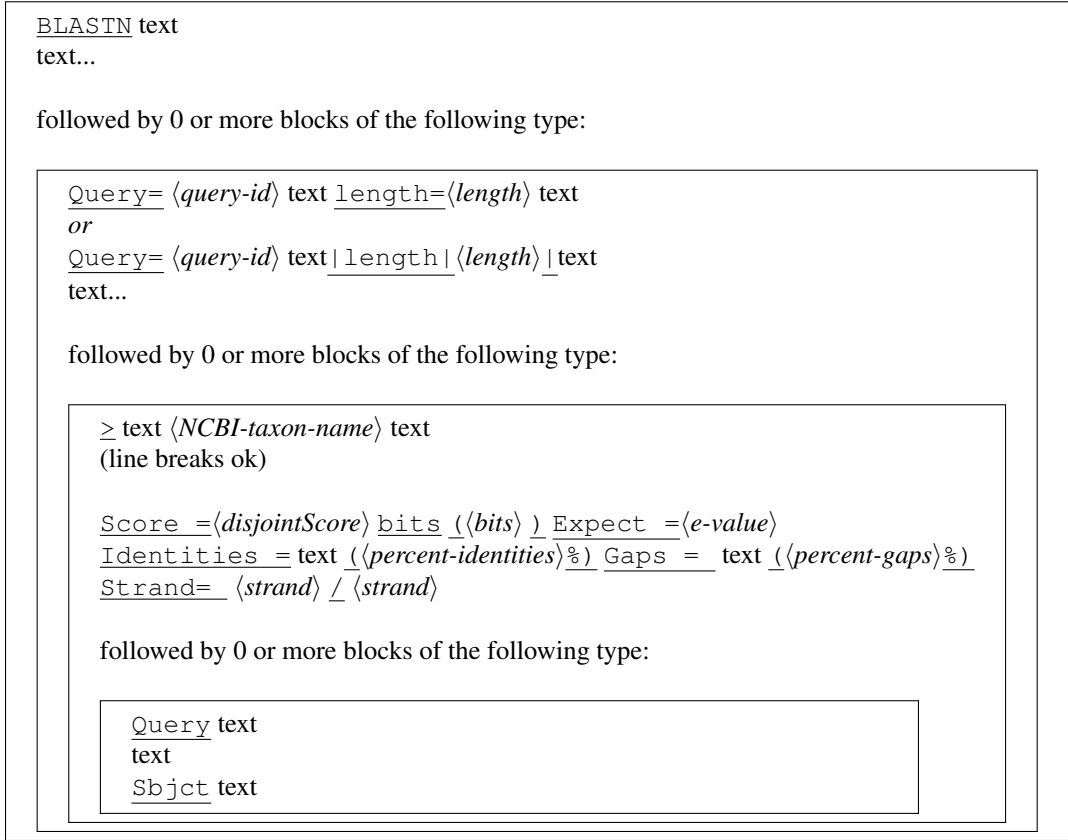 BLASTN text
text...
followed by 0 or more blocks of the following type:
Query= ⟨query-id⟩ text length=⟨length⟩ text
or
Query= ⟨query-id⟩ text|length|⟨length⟩|text
text...
followed by 0 or more blocks of the following type:
> text ⟨NCBI-taxon-name⟩ text
(line breaks ok)
Score =⟨disjointScore⟩ bits (⟨bits⟩ ) Expect =⟨e-value⟩
Identities = text (⟨percent-identities⟩%) Gaps = text (⟨percent-gaps⟩%)
Strand= ⟨strand⟩ / ⟨strand⟩
followed by 0 or more blocks of the following type:
Query text
text
Sbjct text